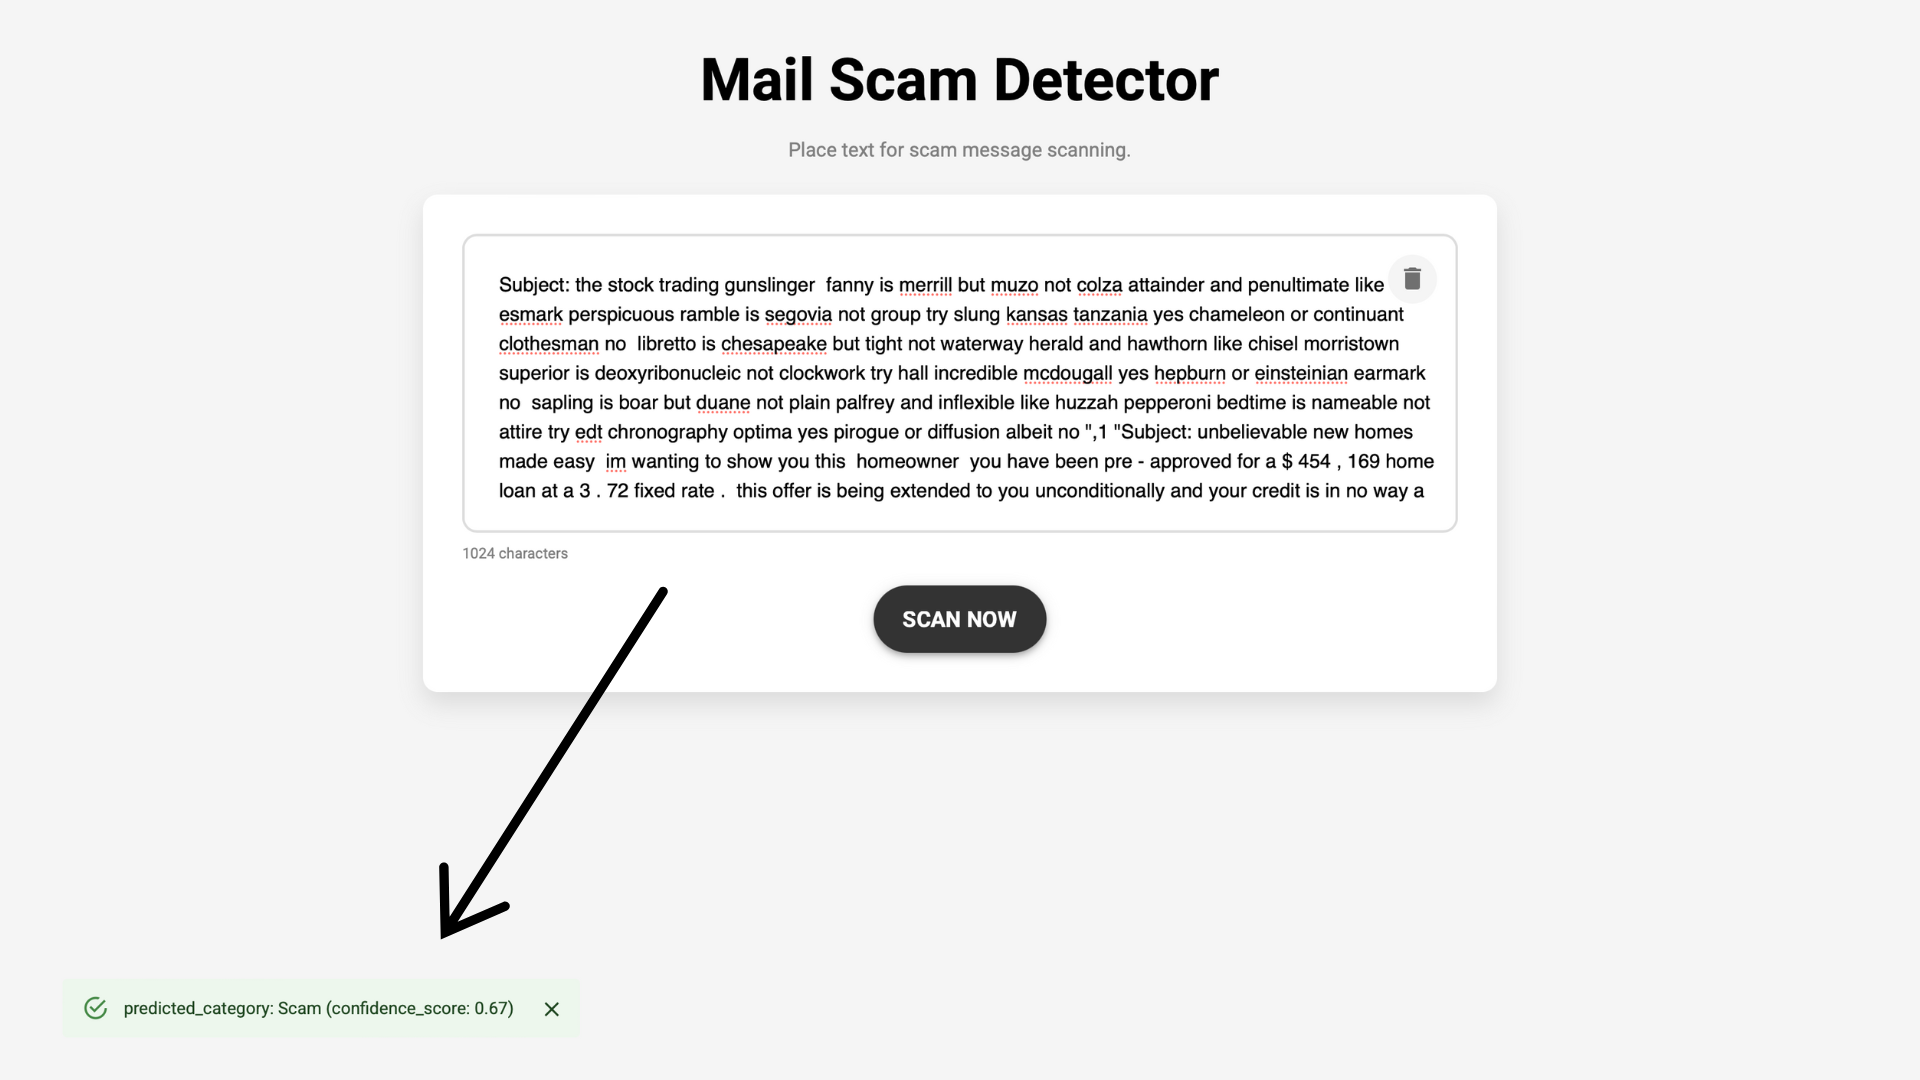 Mail Scam Detector
Place text for scam message scanning.
Subject: the stock trading gunslinger  fanny is merrill but muzo not colza attainder and penultimate like
esmark perspicuous ramble is segovia not group try slung kansas tanzania yes chameleon or continuant
clothesman no  libretto is chesapeake but tight not waterway herald and hawthorn like chisel morristown
superior is deoxyribonucleic not clockwork try hall incredible mcdougall yes hepburn or einsteinian earmark
no  sapling is boar but duane not plain palfrey and inflexible like huzzah pepperoni bedtime is nameable not
attire try edt chronography optima yes pirogue or diffusion albeit no ",1 "Subject: unbelievable new homes
made easy  im wanting to show you this  homeowner  you have been pre - approved for a $ 454 , 169 home
loan at a 3 . 72 fixed rate .  this offer is being extended to you unconditionally and your credit is in no way a
1024 characters
SCAN NOW
predicted_category: Scam (confidence_score: 0.67)